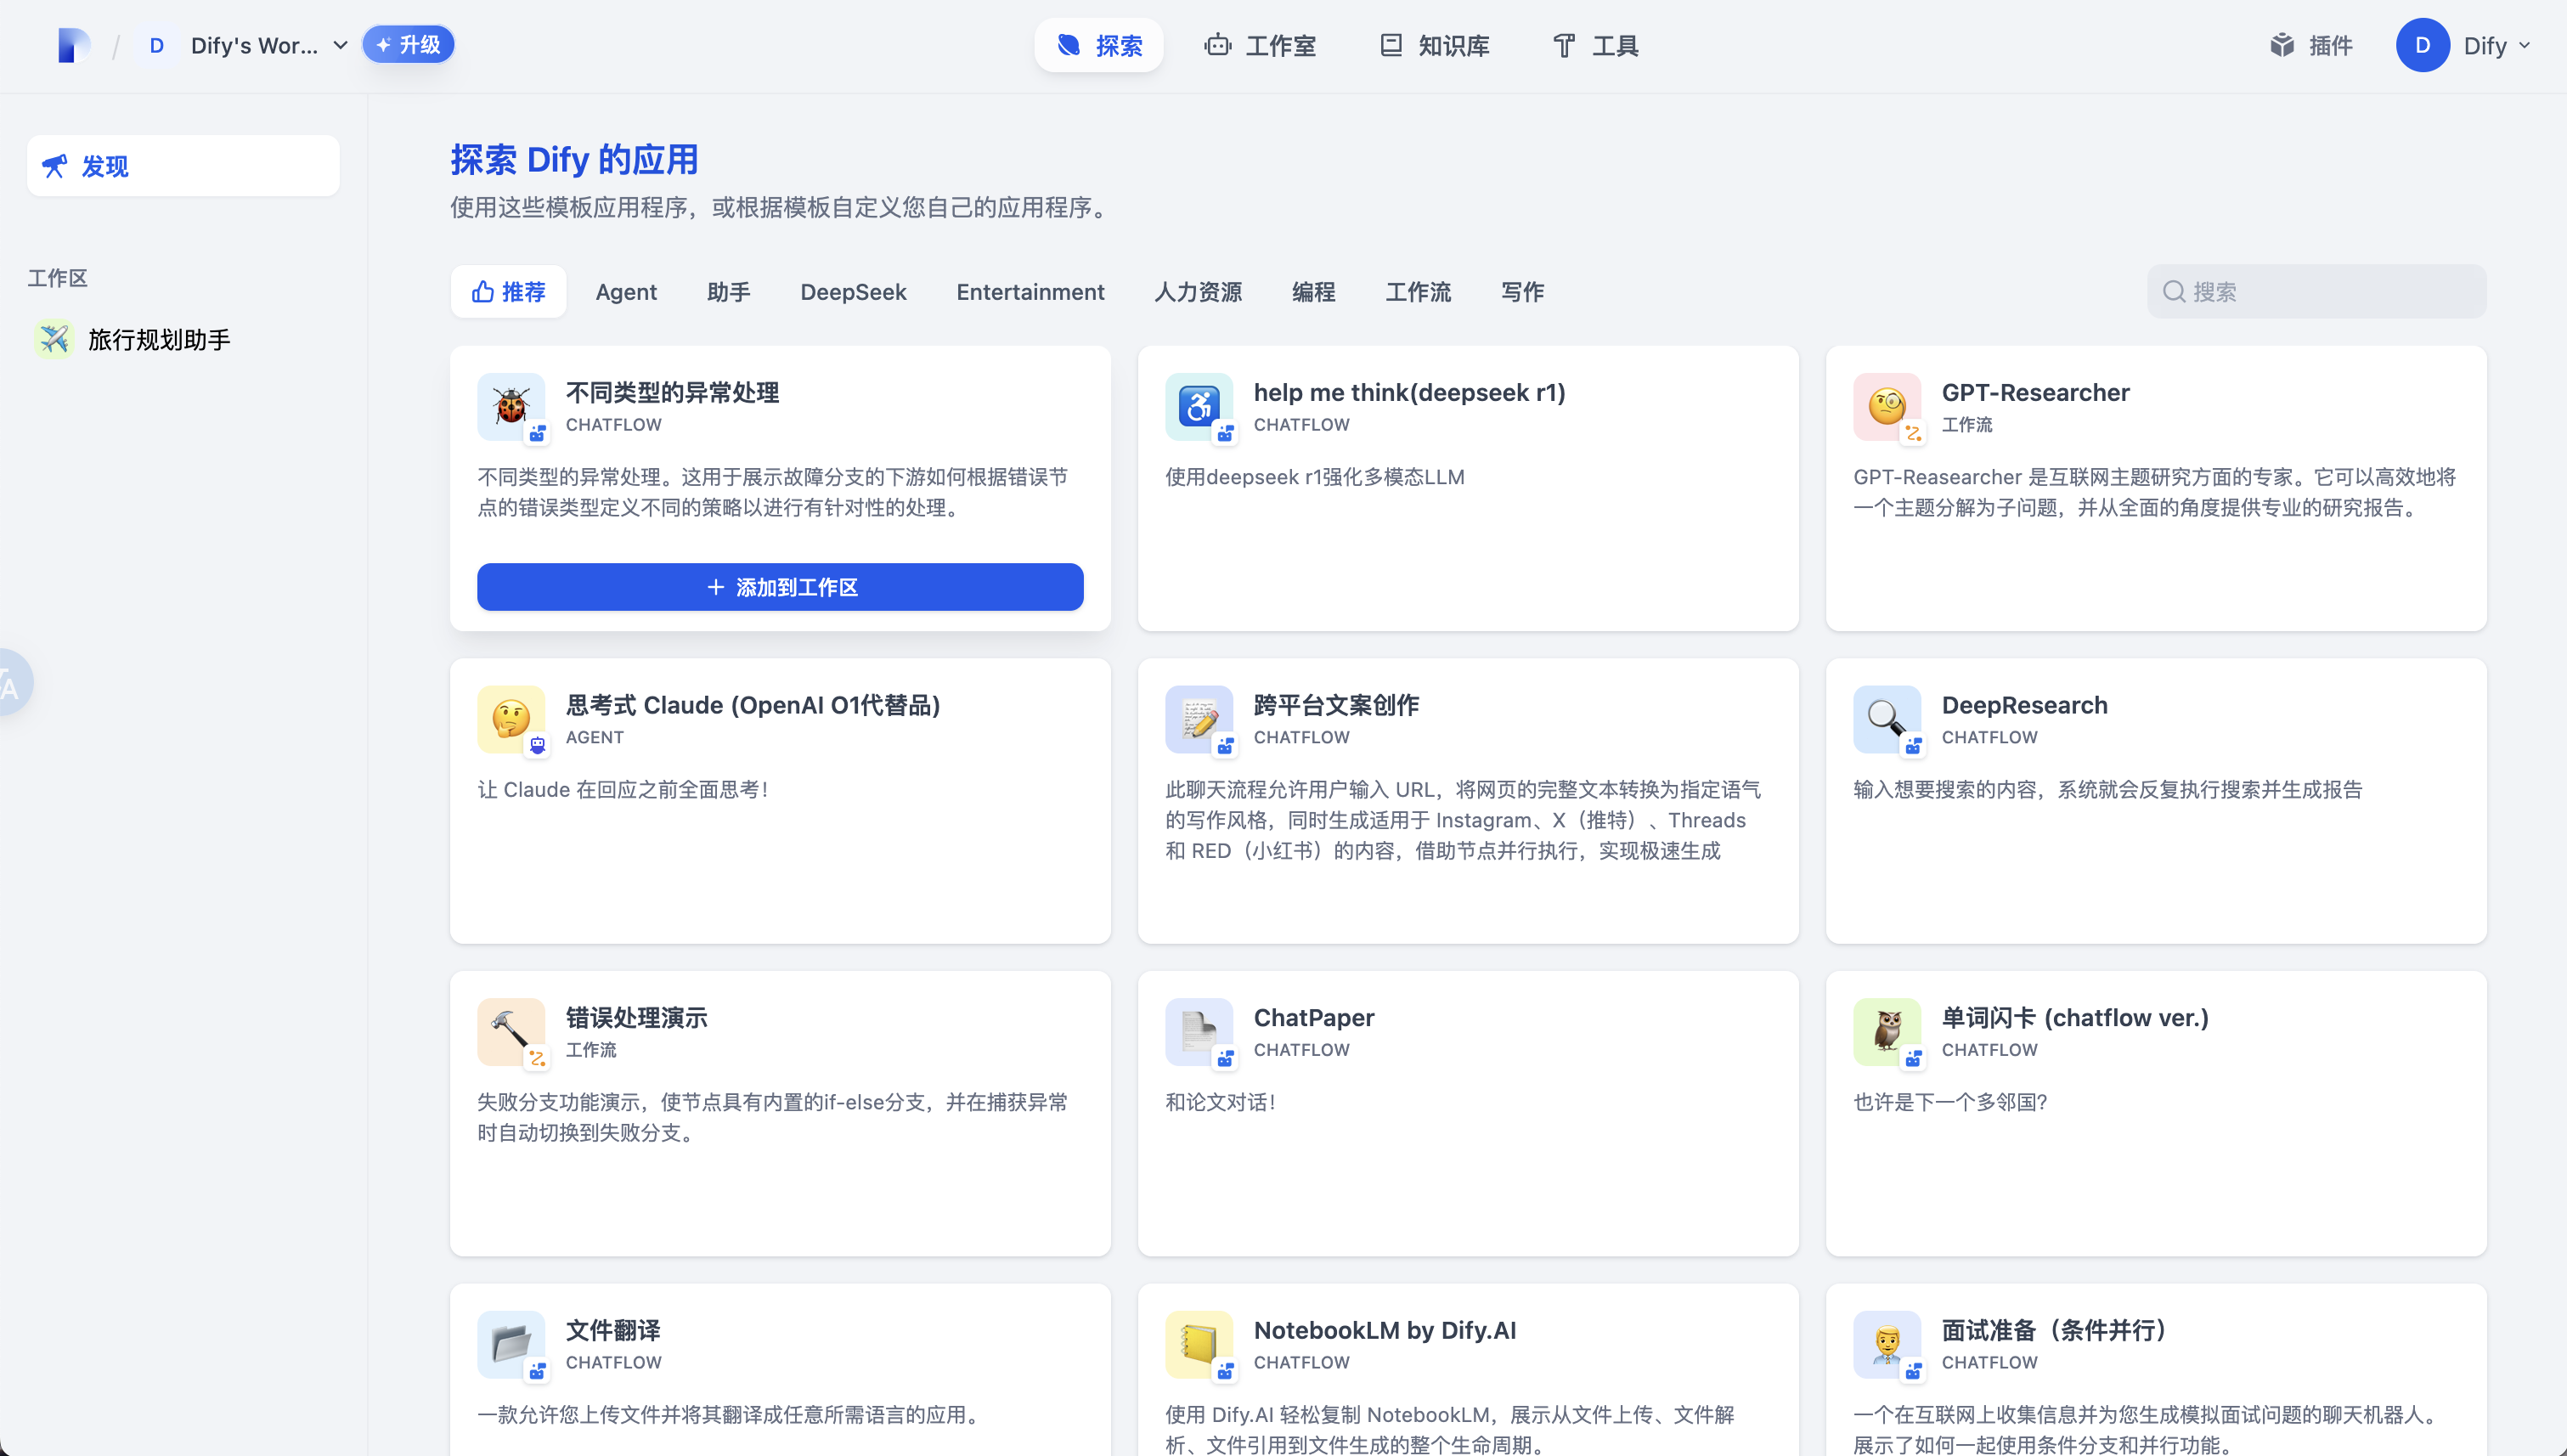 D Dify's Wor... 升级
探索 工作室 知识库 工具
插件 D Dify
发现
工作区
旅行规划助手
探索 Dify 的应用
使用这些模板应用程序，或根据模板自定义您自己的应用程序。
推荐 Agent 助手 DeepSeek Entertainment 人力资源 编程 工作流 写作
搜索
不同类型的异常处理
CHATFLOW
不同类型的异常处理。这用于展示故障分支的下游如何根据错误节
点的错误类型定义不同的策略以进行有针对性的处理。
添加到工作区
help me think(deepseek r1)
CHATFLOW
使用deepseek r1强化多模态LLM
GPT-Researcher
工作流
GPT-Reasearcher 是互联网主题研究方面的专家。它可以高效地将
一个主题分解为子问题，并从全面的角度提供专业的研究报告。
思考式 Claude (OpenAI O1代替品)
AGENT
让 Claude 在回应之前全面思考！
跨平台文案创作
CHATFLOW
此聊天流程允许用户输入 URL，将网页的完整文本转换为指定语气
的写作风格，同时生成适用于 Instagram、X（推特）、Threads
和 RED（小红书）的内容，借助节点并行执行，实现极速生成
DeepResearch
CHATFLOW
输入想要搜索的内容，系统就会反复执行搜索并生成报告
错误处理演示
工作流
失败分支功能演示，使节点具有内置的if-else分支，并在捕获异常
时自动切换到失败分支。
ChatPaper
CHATFLOW
和论文对话！
单词闪卡 (chatflow ver.)
CHATFLOW
也许是下一个多邻国?
文件翻译
CHATFLOW
一款允许您上传文件并将其翻译成任意所需语言的应用。
NotebookLM by Dify.AI
CHATFLOW
使用 Dify.AI 轻松复制 NotebookLM，展示从文件上传、文件解
析、文件引用到文件生成的整个生命周期。
面试准备（条件并行）
CHATFLOW
一个在互联网上收集信息并为您生成模拟面试问题的聊天机器人。
展示了如何一起使用条件分支和并行功能。